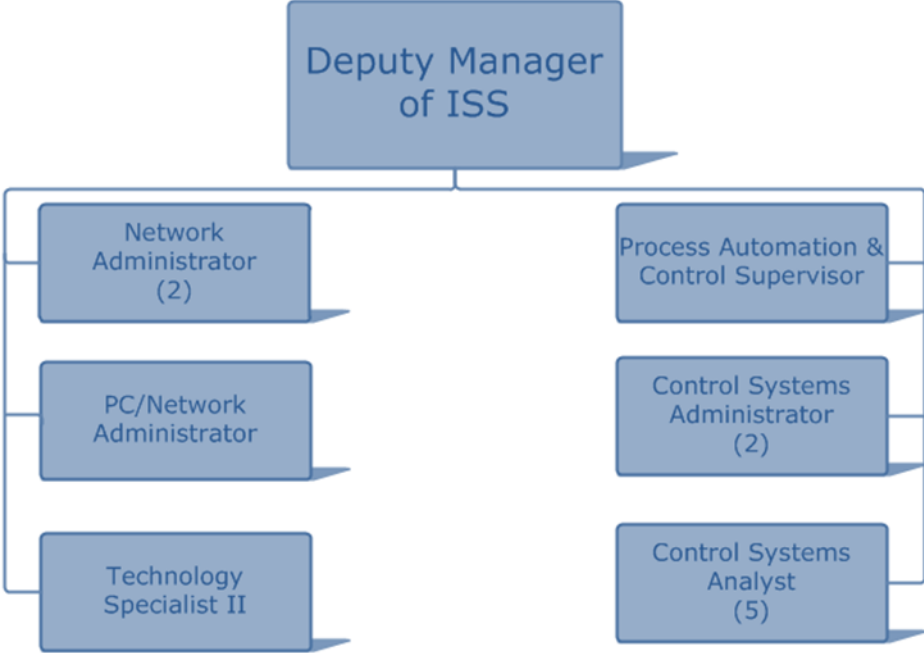 Deputy Manager
of ISS
Network
Administrator
(2)
PC/Network
Administrator
Technology
Specialist II
Process Automation &
Control Supervisor
Control Systems
Administrator
(2)
Control Systems
Analyst
(5)